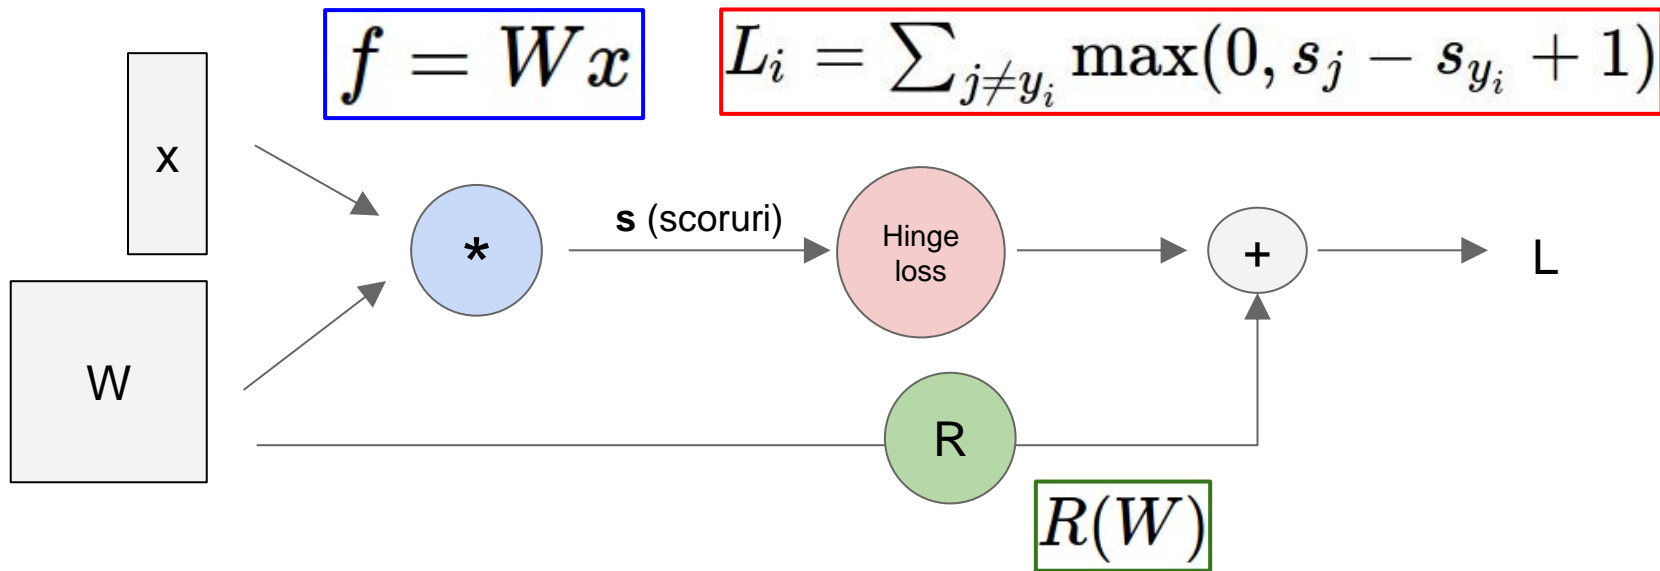 f = Wx
L_i = ∑_{j≠y_i} max(0, s_j − s_{y_i} + 1)
x
*
s (scoruri)
Hinge
loss
+
L
W
R
R(W)